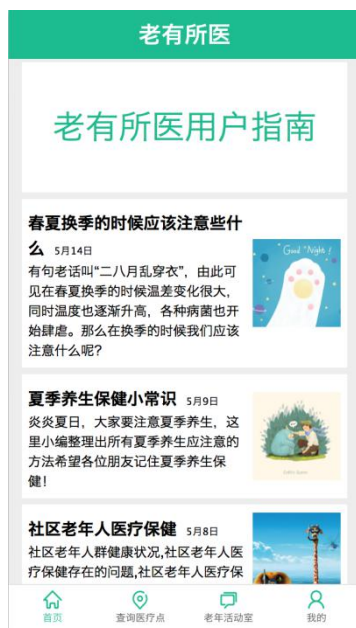 老有所医
老有所医用户指南
春夏换季的时候应该注意些什
么 5月14日
有句老话叫“二八月乱穿衣”，由此可
见在春夏换季的时候温差变化很大，
同时温度也逐渐升高，各种病菌也开
始肆虐。那么在换季的时候我们应该
注意什么呢？
Good "Night !
夏季养生保健小常识 5月9日
炎炎夏日，大家要注意夏季养生，这
里小编整理出所有夏季养生应注意的
方法希望各位朋友记住夏季养生保
健！
社区老年人医疗保健 5月8日
社区老年人群健康状况,社区老年人医
疗保健存在的问题,社区老年人医疗保
首页 查询医疗点 老年活动室 我的